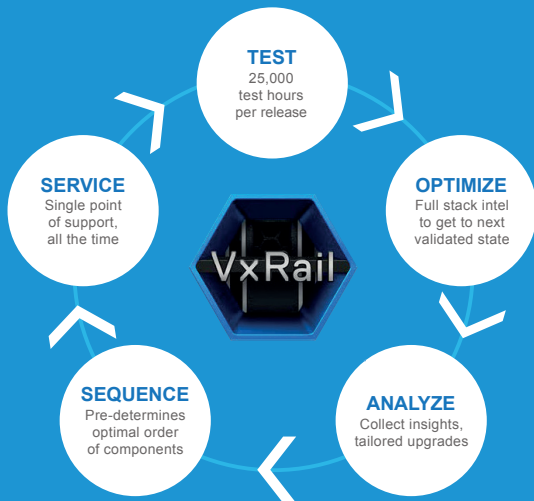 TEST
25,000
test hours
per release
OPTIMIZE
Full stack intel
to get to next
validated state
ANALYZE
Collect insights,
tailored upgrades
SEQUENCE
Pre-determines
optimal order
of components
SERVICE
Single point
of support,
all the time
VxRail